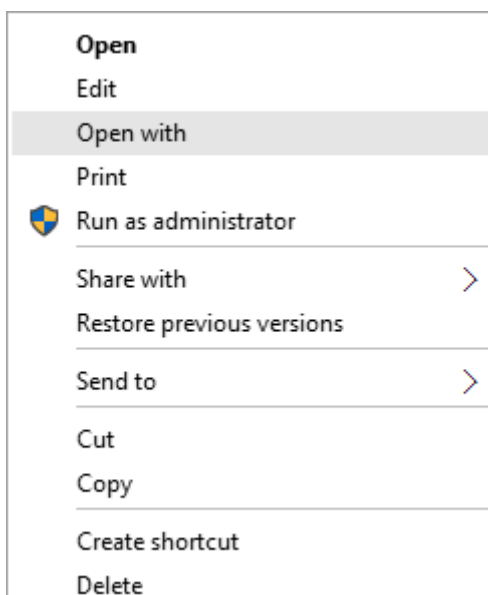 Open
Edit
Open with
Print
Run as administrator
Share with
Restore previous versions
Send to
Cut
Copy
Create shortcut
Delete